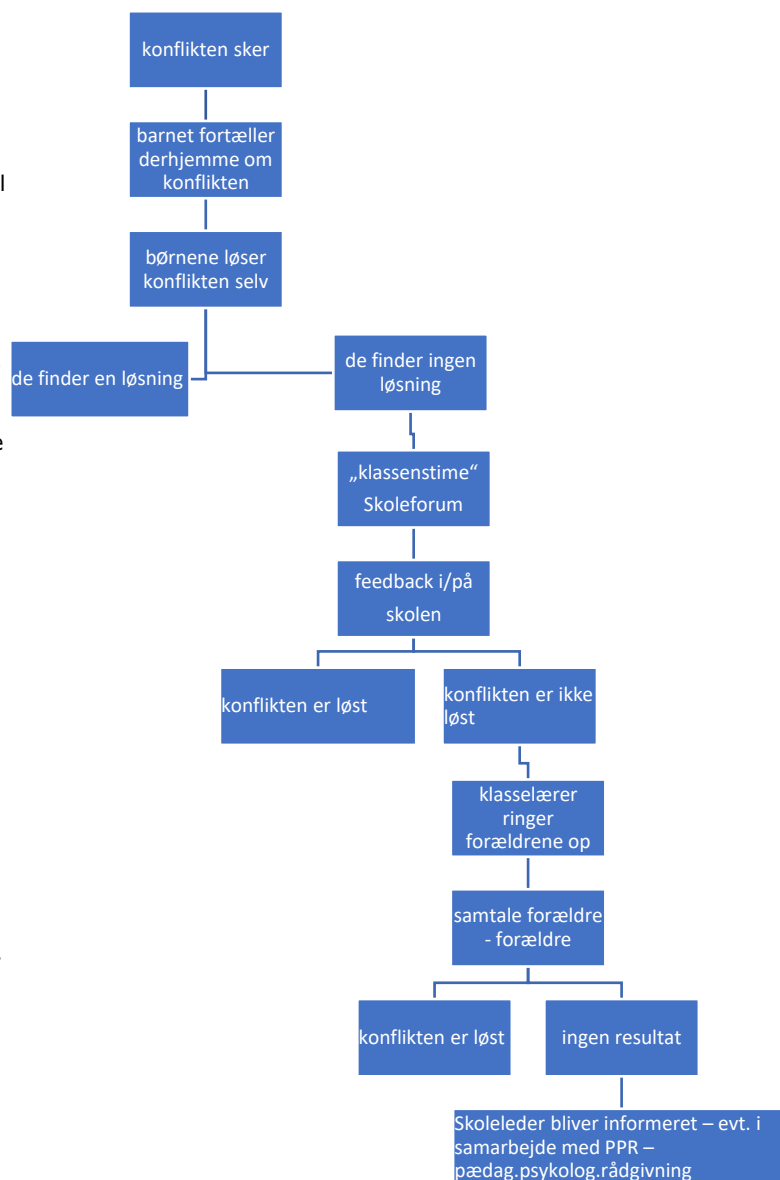 konflikten sker
barnet fortæller
derhjemme om
konflikten
l
børnene løser
konflikten selv
de finder en løsning
de finder ingen
løsning
e
„klassenstime“
Skoleforum
feedback i/på
skolen
konflikten er løst
konflikten er ikke
løst
klasselærer
ringer
forældrene op
samtale forældre
- forældre
konflikten er løst
ingen resultat
Skoleleder bliver informeret – evt. i
samarbejde med PPR –
pædag.psykolog.rådgivning